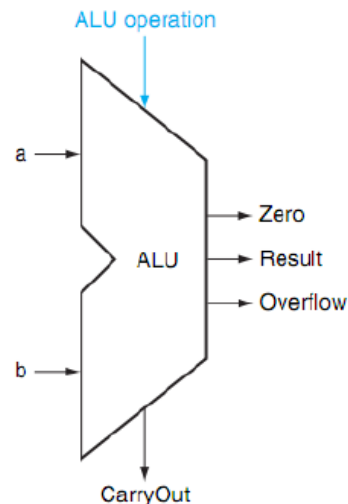 ALU operation
a
Zero
ALU
Result
Overflow
b
CarryOut